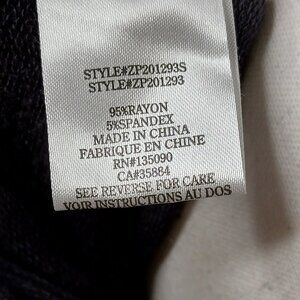 STYLE#ZP201293S
STYLE#ZP201293
95%RAYON
5%SPANDEX
MADE IN CHINA
FABRIQUE EN CHINE
RN#135090
CA#35884
SEE REVERSE FOR CARE
VOIR INSTRUCTIONS AU DOS